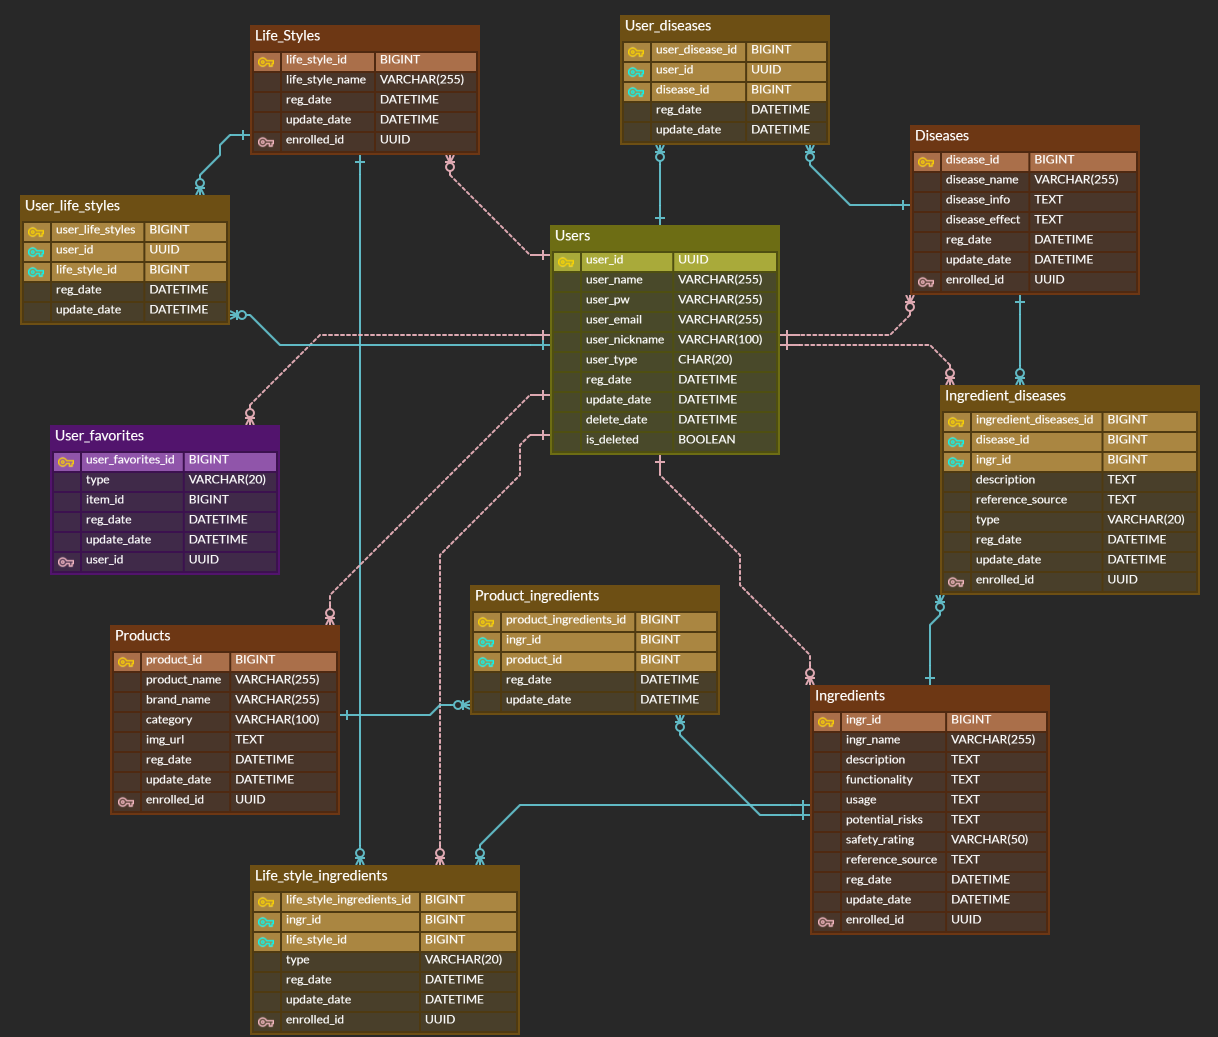 Life_Styles
life_style_id BIGINT
life_style_name VARCHAR(255)
reg_date DATETIME
update_date DATETIME
enrolled_id UUID
User_diseases
user_disease_id BIGINT
user_id UUID
disease_id BIGINT
reg_date DATETIME
update_date DATETIME
Diseases
disease_id BIGINT
disease_name VARCHAR(255)
disease_info TEXT
disease_effect TEXT
reg_date DATETIME
update_date DATETIME
enrolled_id UUID
User_life_styles
user_life_styles BIGINT
user_id UUID
life_style_id BIGINT
reg_date DATETIME
update_date DATETIME
Users
user_id UUID
user_name VARCHAR(255)
user_pw VARCHAR(255)
user_email VARCHAR(255)
user_nickname VARCHAR(100)
user_type CHAR(20)
reg_date DATETIME
update_date DATETIME
delete_date DATETIME
is_deleted BOOLEAN
Ingredient_diseases
ingredient_diseases_id BIGINT
disease_id BIGINT
ingr_id BIGINT
description TEXT
reference_source TEXT
type VARCHAR(20)
reg_date DATETIME
update_date DATETIME
enrolled_id UUID
User_favorites
user_favorites_id BIGINT
type VARCHAR(20)
item_id BIGINT
reg_date DATETIME
update_date DATETIME
user_id UUID
Product_ingredients
product_ingredients_id BIGINT
ingr_id BIGINT
product_id BIGINT
reg_date DATETIME
update_date DATETIME
Products
product_id BIGINT
product_name VARCHAR(255)
brand_name VARCHAR(255)
category VARCHAR(100)
img_url TEXT
reg_date DATETIME
update_date DATETIME
enrolled_id UUID
Ingredients
ingr_id BIGINT
ingr_name VARCHAR(255)
description TEXT
functionality TEXT
usage TEXT
potential_risks TEXT
safety_rating VARCHAR(50)
reference_source TEXT
reg_date DATETIME
update_date DATETIME
enrolled_id UUID
Life_style_ingredients
life_style_ingredients_id BIGINT
ingr_id BIGINT
life_style_id BIGINT
type VARCHAR(20)
reg_date DATETIME
update_date DATETIME
enrolled_id UUID